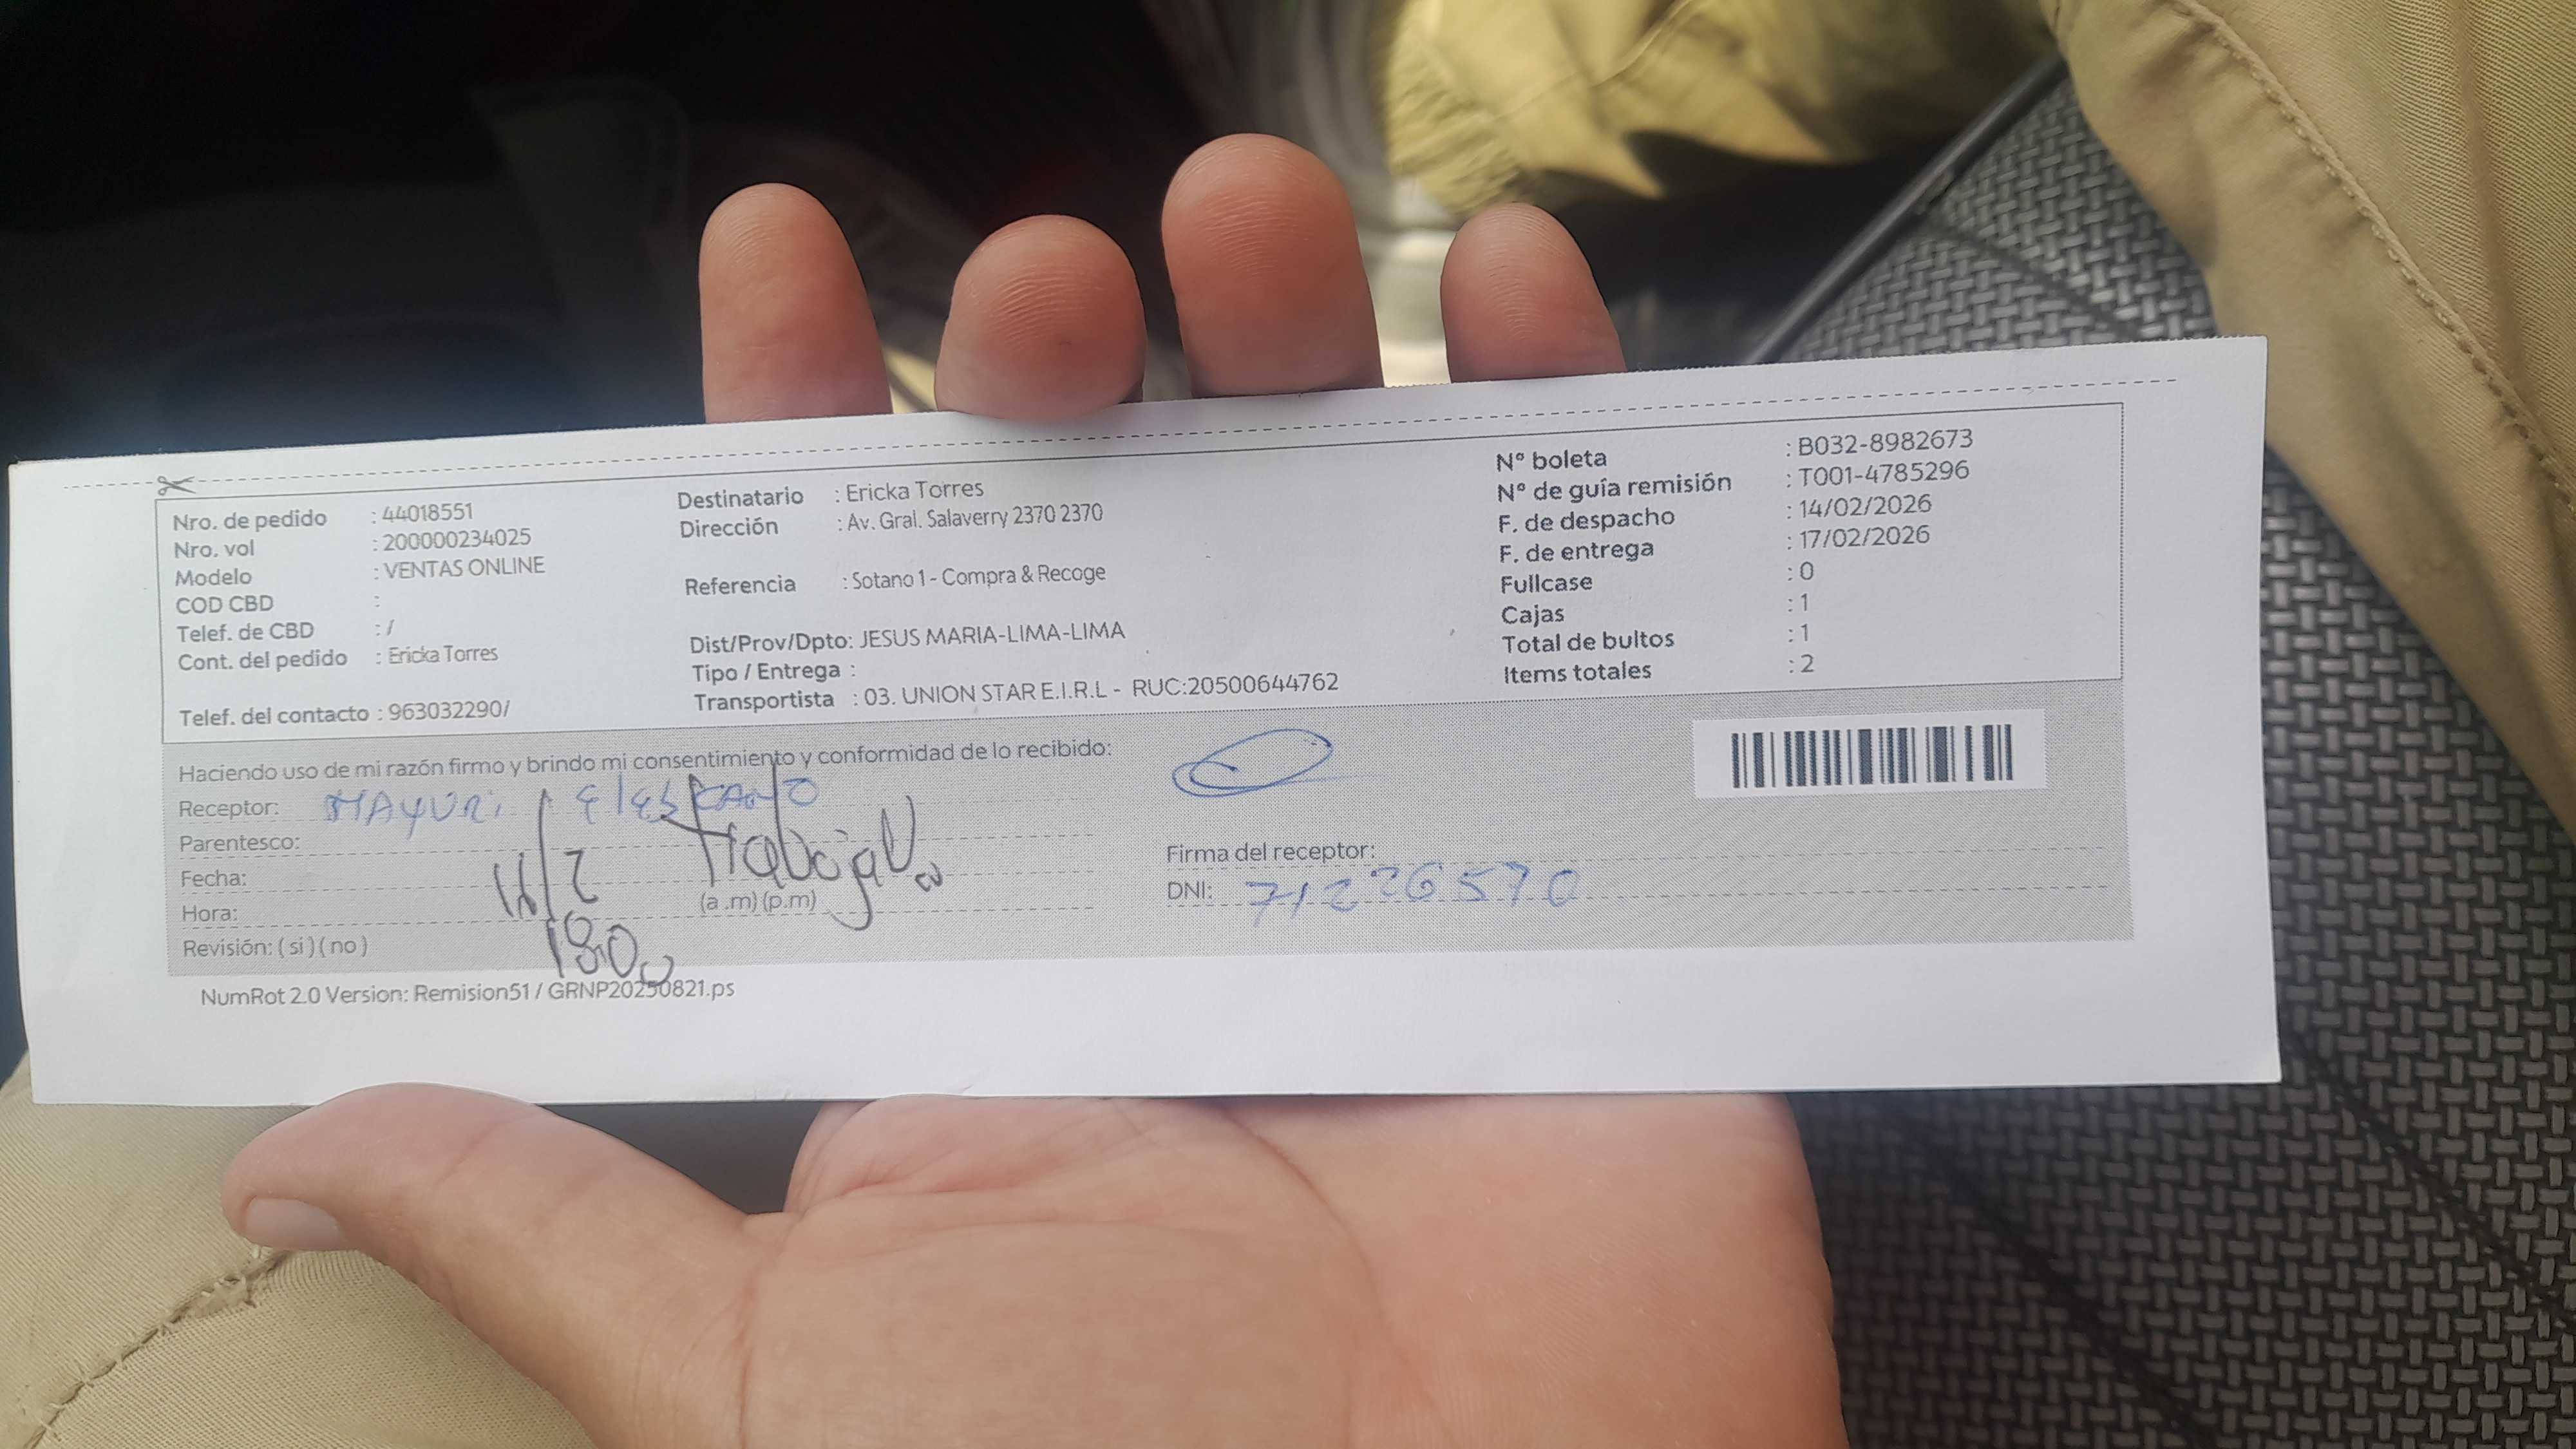 Nro. de pedido : 44018551
Nro. vol : 200000234025
Modelo : VENTAS ONLINE
COD CBD :
Telef. de CBD : /
Cont. del pedido : Ericka Torres
Telef. del contacto : 963032290/
Destinatario : Ericka Torres
Dirección : Av. Gral. Salaverry 2370 2370
Referencia : Sotano 1 - Compra & Recoge
Dist/Prov/Dpto: JESUS MARIA-LIMA-LIMA
Tipo / Entrega :
Transportista : 03. UNION STAR E.I.R.L - RUC:20500644762
N° boleta : B032-8982673
N° de guía remisión : T001-4785296
F. de despacho : 14/02/2026
F. de entrega : 17/02/2026
Fullcase : 0
Cajas : 1
Total de bultos : 1
Items totales : 2
Haciendo uso de mi razón firmo y brindo mi consentimiento y conformidad de lo recibido:
Receptor: MAYURI
Parentesco:
Fecha:
Hora: (a .m) (p.m)
Revisión: ( si ) ( no )
Firma del receptor:
DNI: 71226570
NumRot 2.0 Version: Remision51 / GRNP20250821.ps